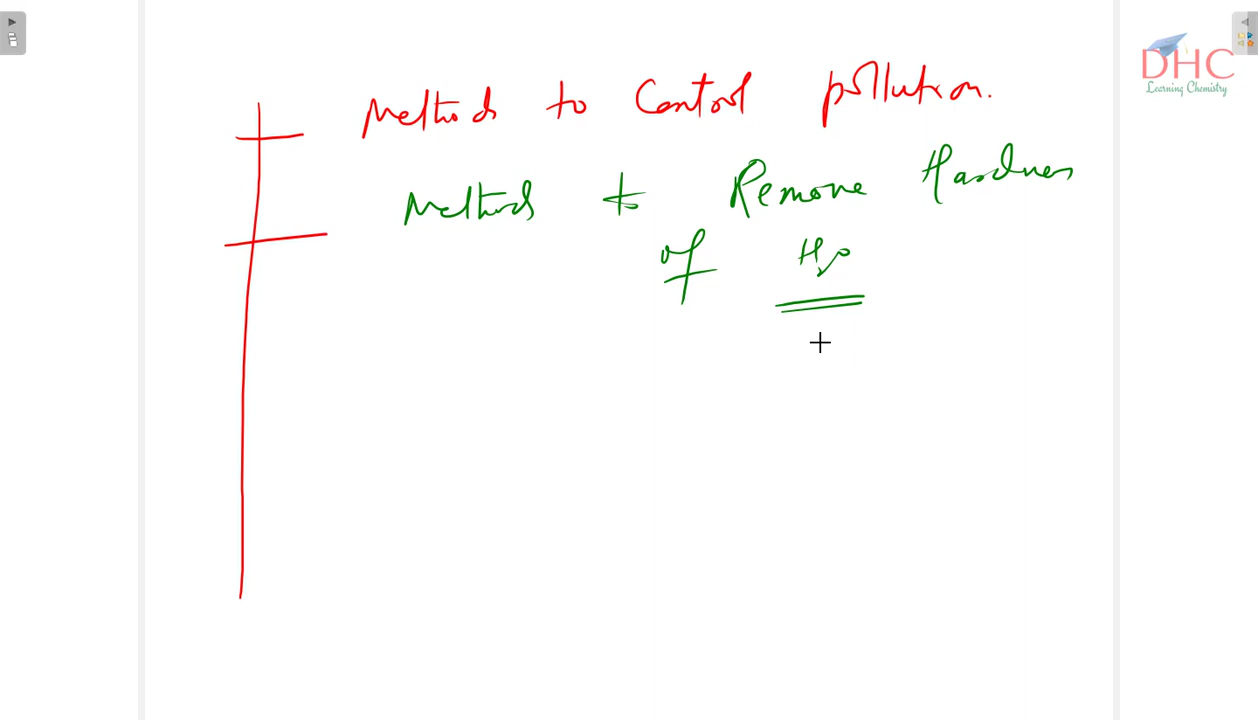 Methods to Control pollution.
Methods to Remove Hardness
of H2O
DHC
Learning Chemistry